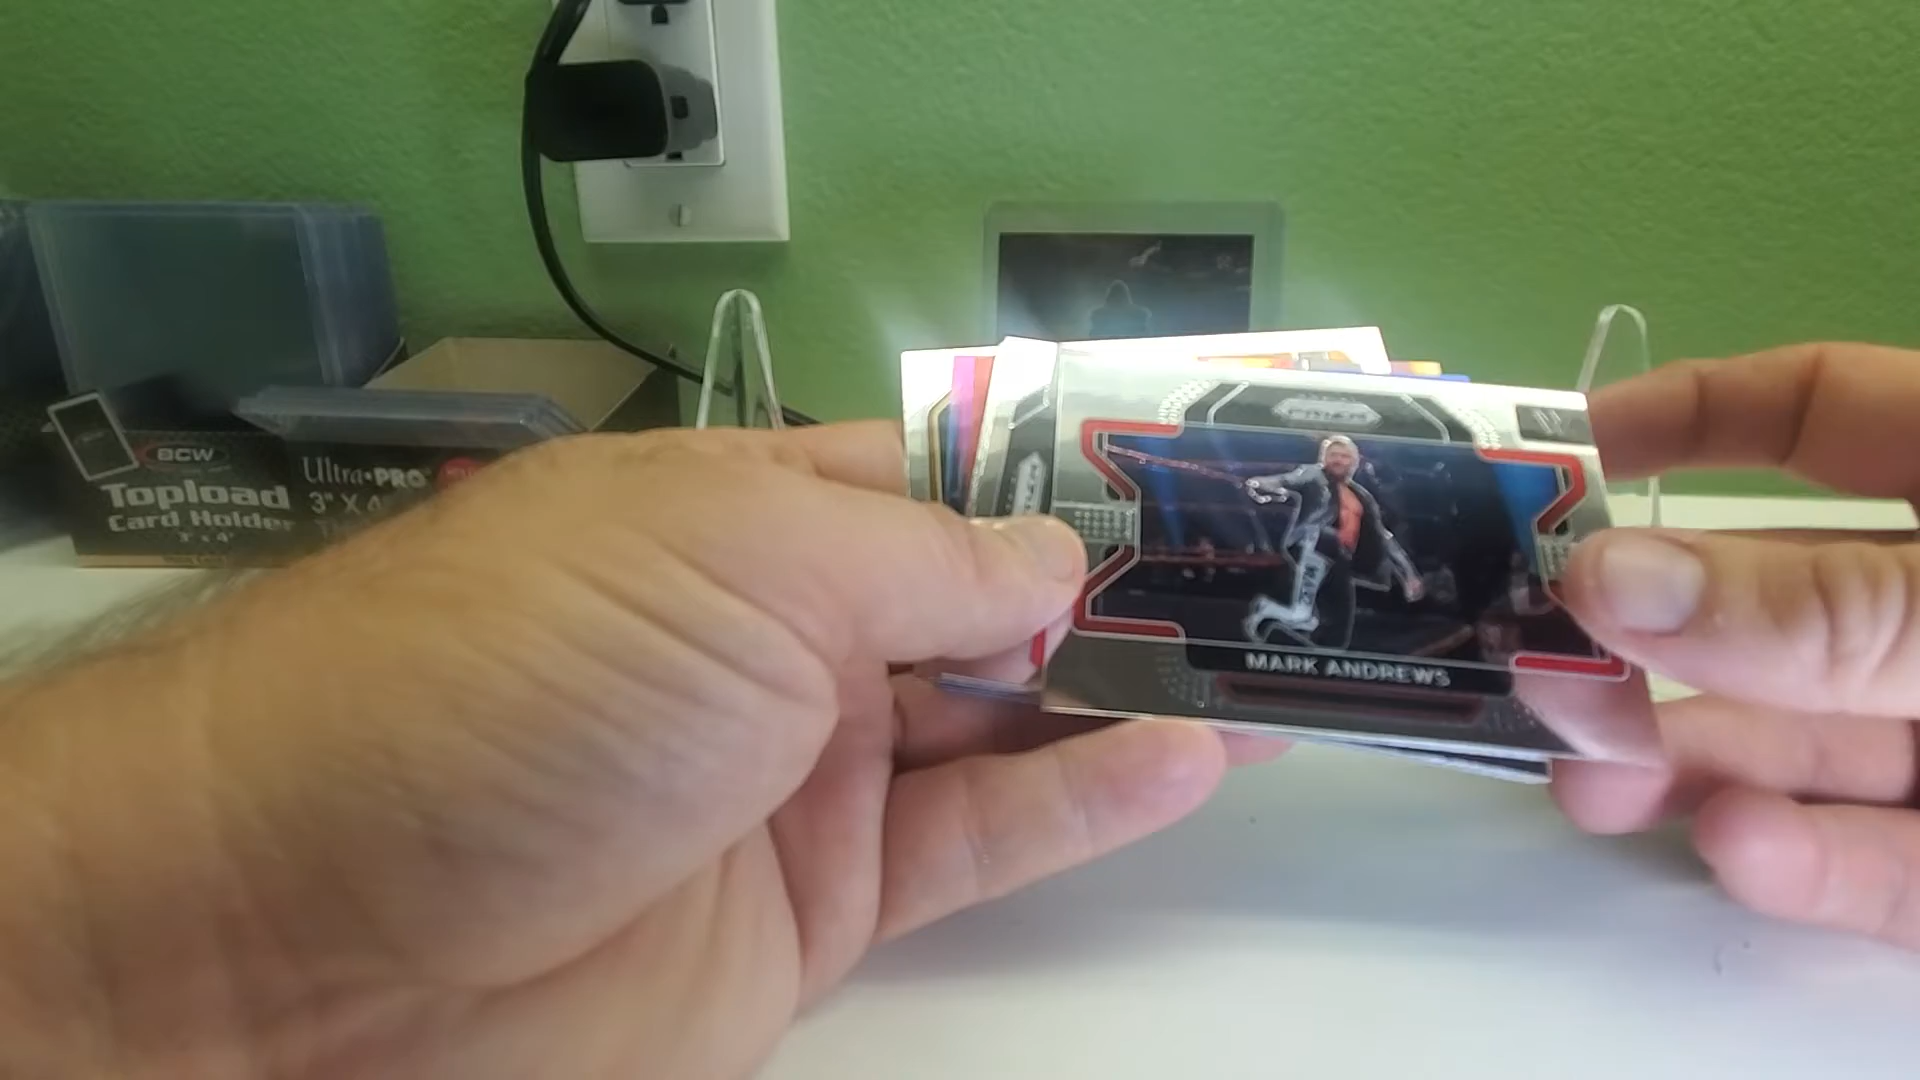 BCW
Topload
Card Holder
3" x 4"
Ultra•PRO
3" X 4"
PRIZM
MARK ANDREWS